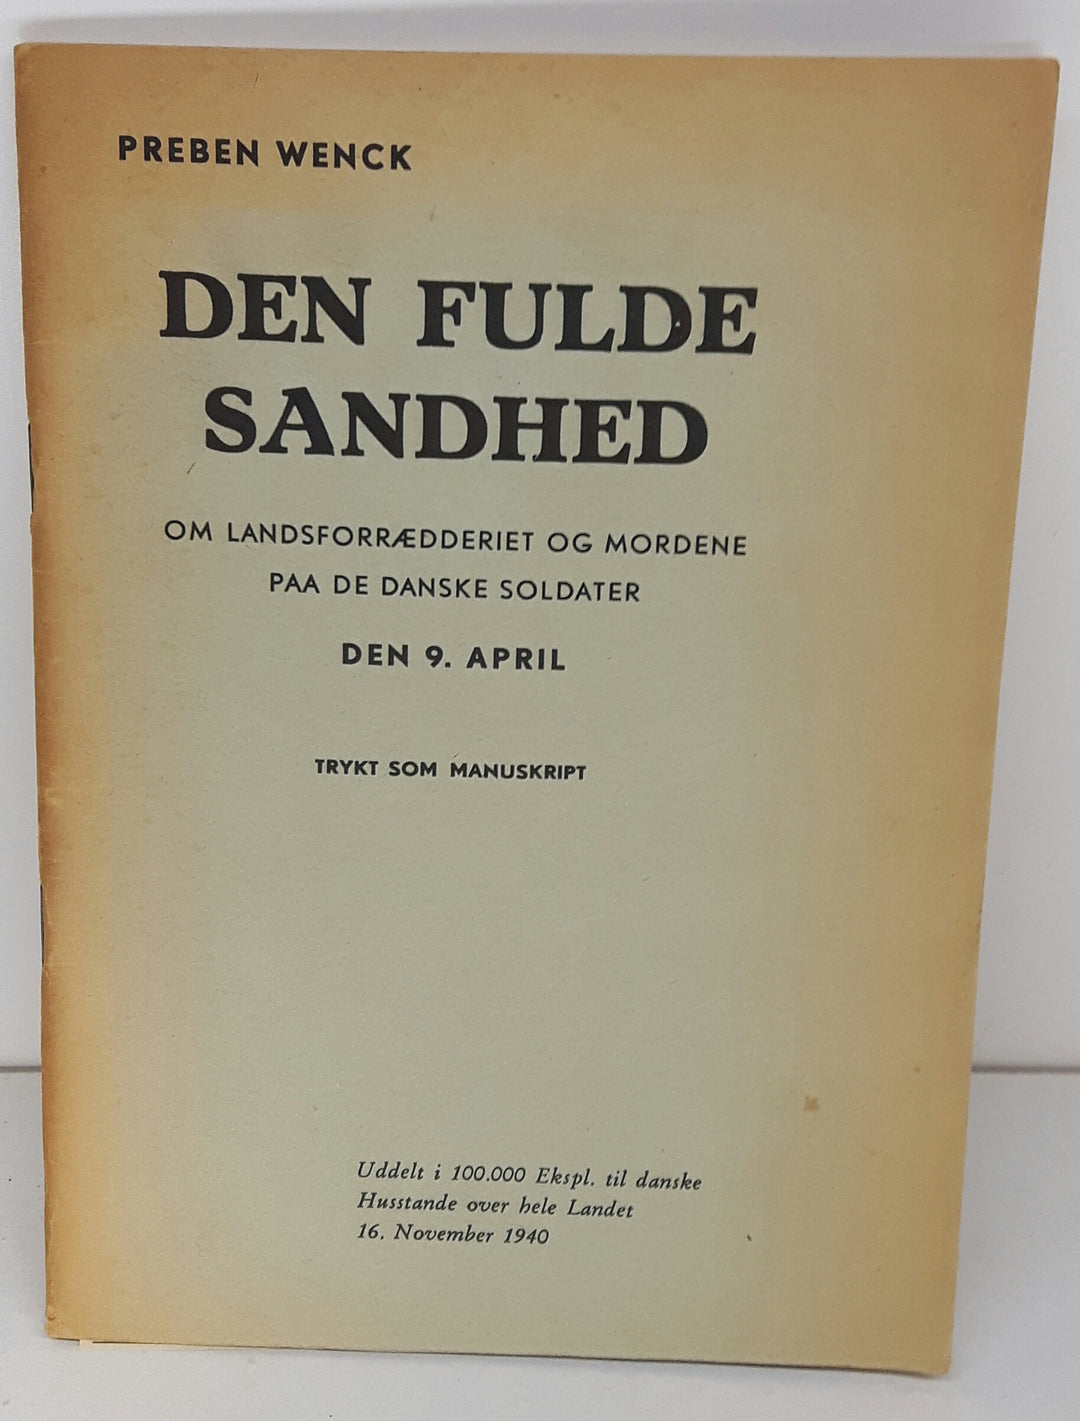 PREBEN WENCK
DEN FULDE
SANDHED
OM LANDSFORRÆDDERIET OG MORDENE
PAA DE DANSKE SOLDATER
DEN 9. APRIL
TRYKT SOM MANUSKRIPT
Uddelt i 100.000 Ekspl. til danske
Husstande over hele Landet
16. November 1940